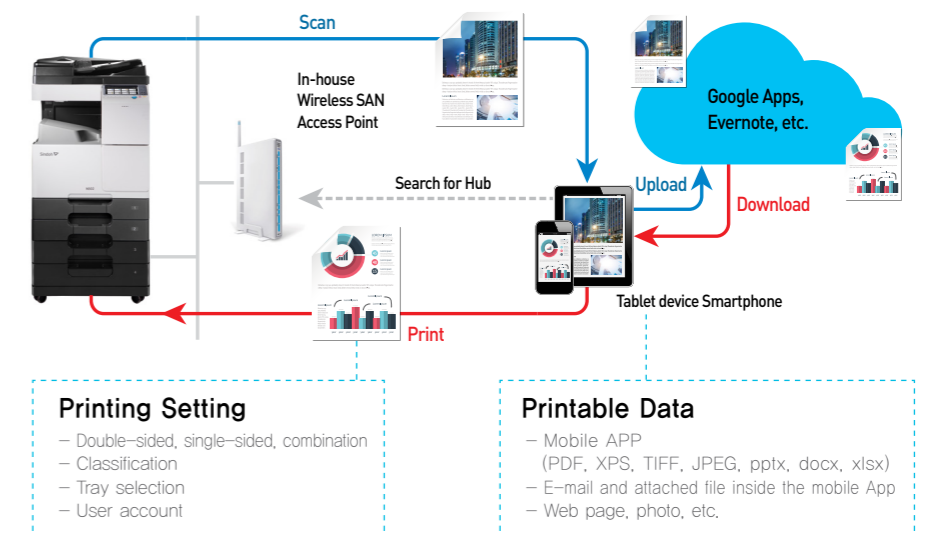 Scan
In-house
Wireless SAN
Access Point
Google Apps,
Evernote, etc.
Search for Hub
Upload
Download
Tablet device Smartphone
Print
Printing Setting
– Double-sided, single-sided, combination
– Classification
– Tray selection
– User account
Printable Data
– Mobile APP
(PDF, XPS, TIFF, JPEG, pptx, docx, xlsx)
– E-mail and attached file inside the mobile App
– Web page, photo, etc.